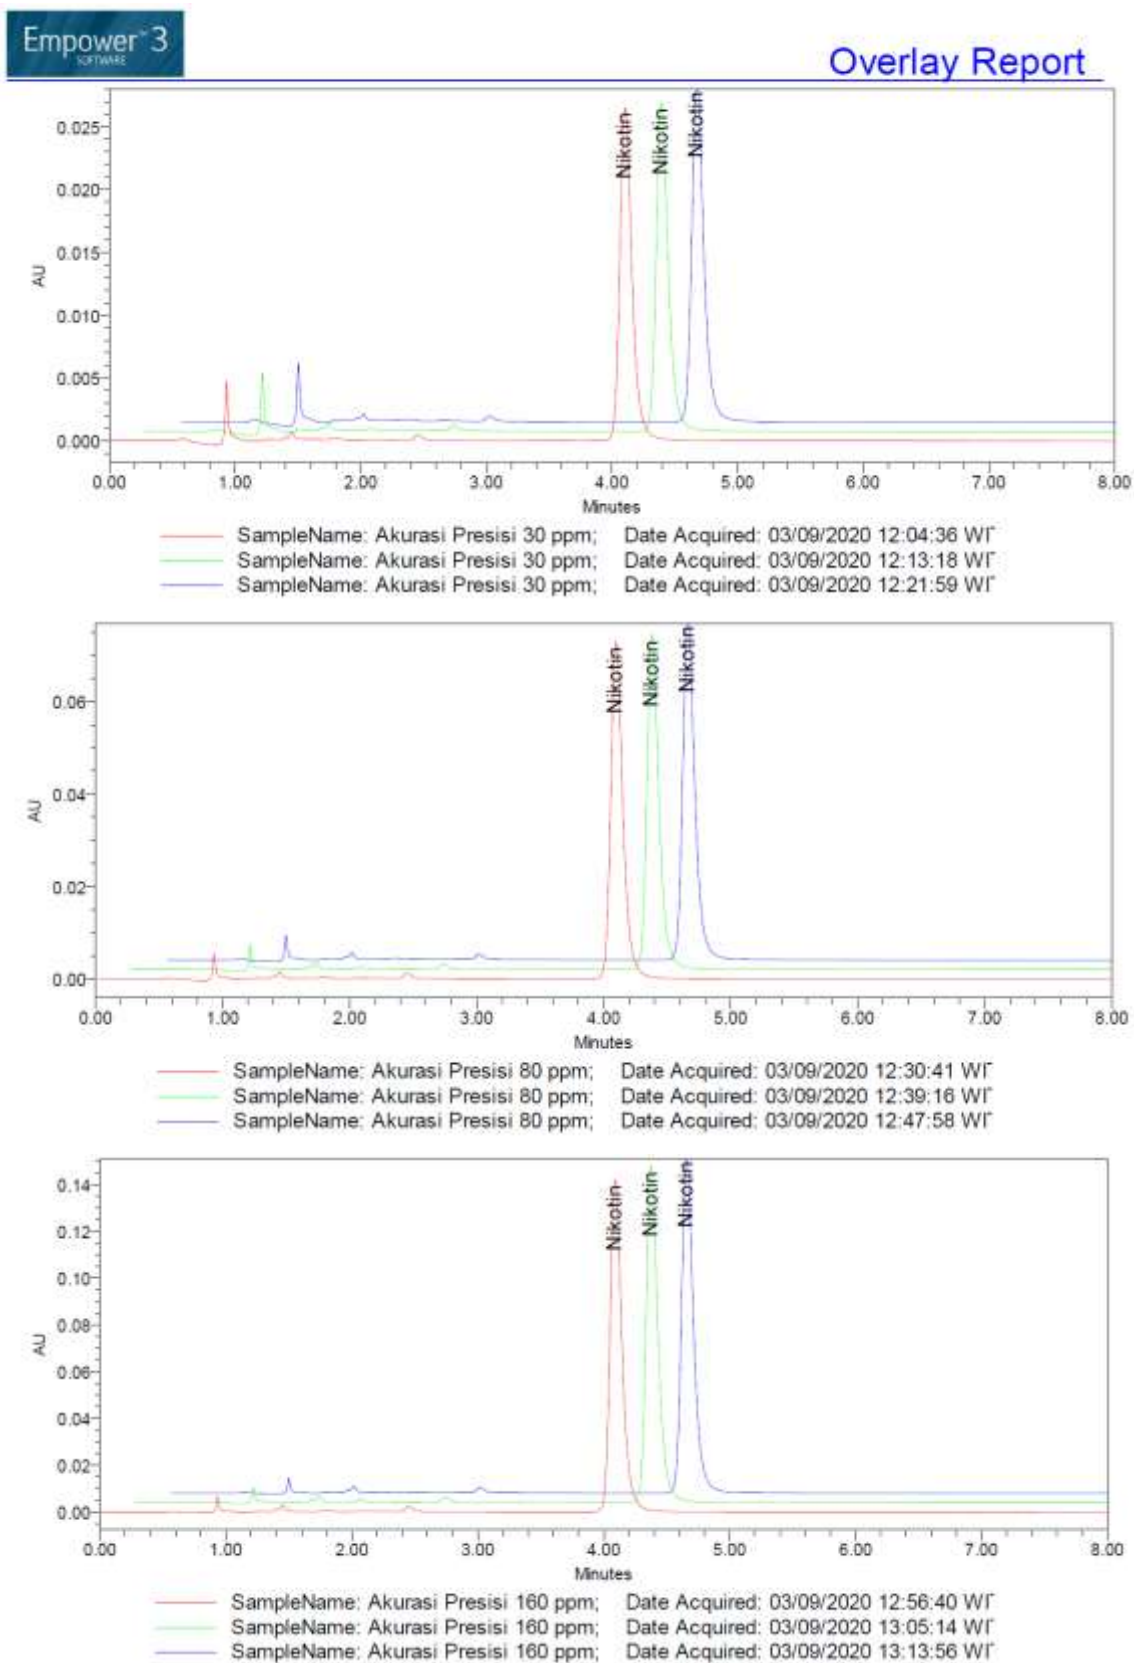 Empower™ 3
SOFTWARE
Overlay Report
AU
0.025
0.020
0.015
0.010
0.005
0.000
Nikotin
Nikotin
Nikotin
0.00 1.00 2.00 3.00 4.00 5.00 6.00 7.00 8.00
Minutes
SampleName: Akurasi Presisi 30 ppm; Date Acquired: 03/09/2020 12:04:36
SampleName: Akurasi Presisi 30 ppm; Date Acquired: 03/09/2020 12:13:18
SampleName: Akurasi Presisi 30 ppm; Date Acquired: 03/09/2020 12:21:59
AU
0.06
0.04
0.02
0.00
Nikotin
Nikotin
Nikotin
0.00 1.00 2.00 3.00 4.00 5.00 6.00 7.00 8.00
Minutes
SampleName: Akurasi Presisi 80 ppm; Date Acquired: 03/09/2020 12:30:41
SampleName: Akurasi Presisi 80 ppm; Date Acquired: 03/09/2020 12:39:16
SampleName: Akurasi Presisi 80 ppm; Date Acquired: 03/09/2020 12:47:58
AU
0.14
0.12
0.10
0.08
0.06
0.04
0.02
0.00
Nikotin
Nikotin
Nikotin
0.00 1.00 2.00 3.00 4.00 5.00 6.00 7.00 8.00
Minutes
SampleName: Akurasi Presisi 160 ppm; Date Acquired: 03/09/2020 12:56:40
SampleName: Akurasi Presisi 160 ppm; Date Acquired: 03/09/2020 13:05:14
SampleName: Akurasi Presisi 160 ppm; Date Acquired: 03/09/2020 13:13:56